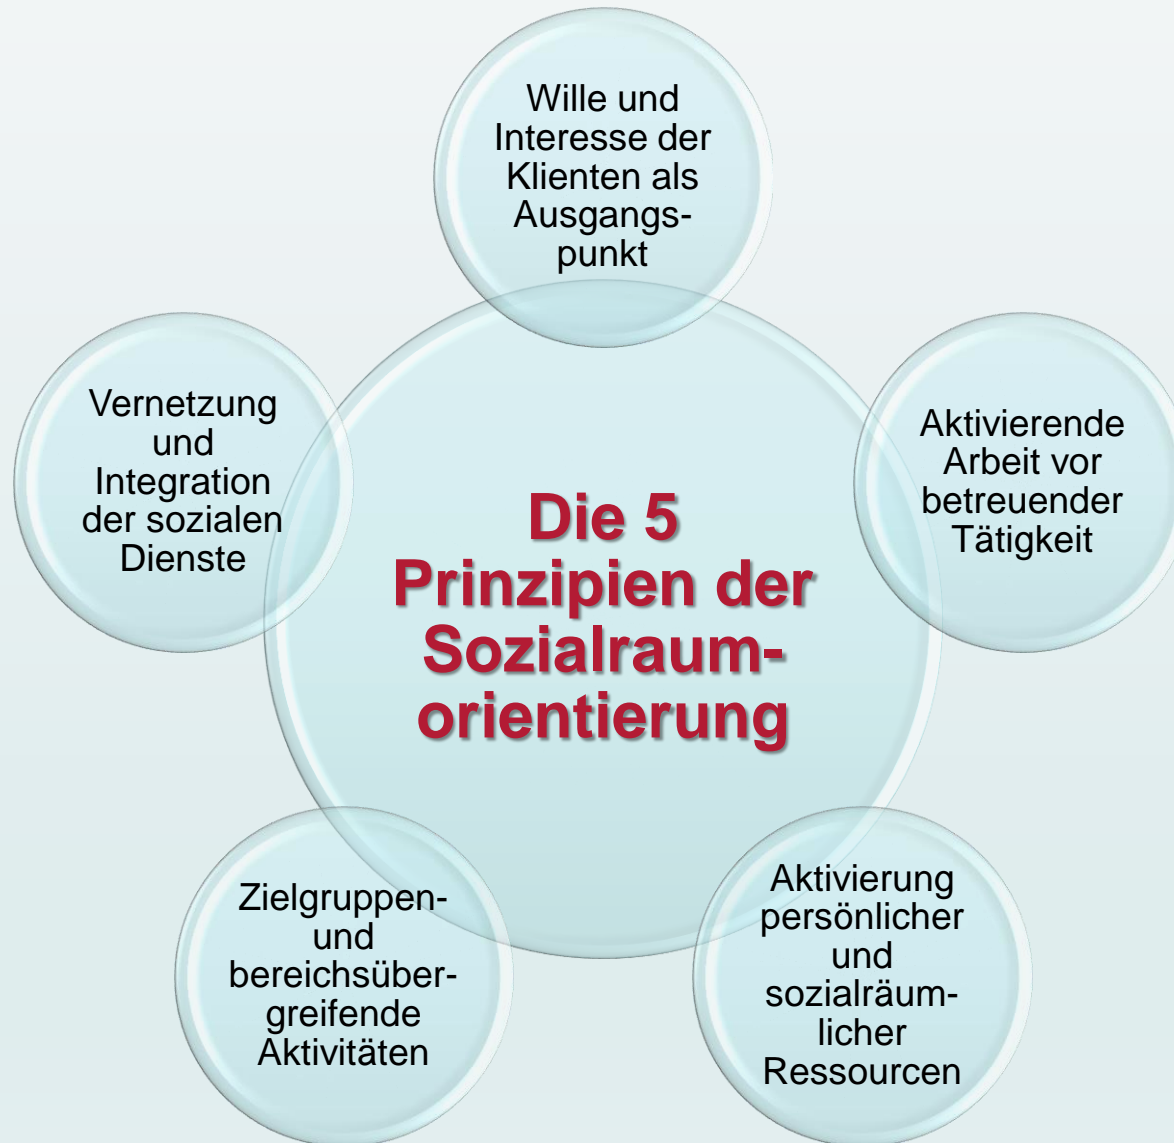 Wille und
Interesse der
Klienten als
Ausgangs-
punkt
Aktivierende
Arbeit vor
betreuender
Tätigkeit
Aktivierung
persönlicher
und
sozialräum-
licher
Ressourcen
Zielgruppen-
und
bereichsüber-
greifende
Aktivitäten
Vernetzung
und
Integration
der sozialen
Dienste
Die 5
Prinzipien der
Sozialraum-
orientierung